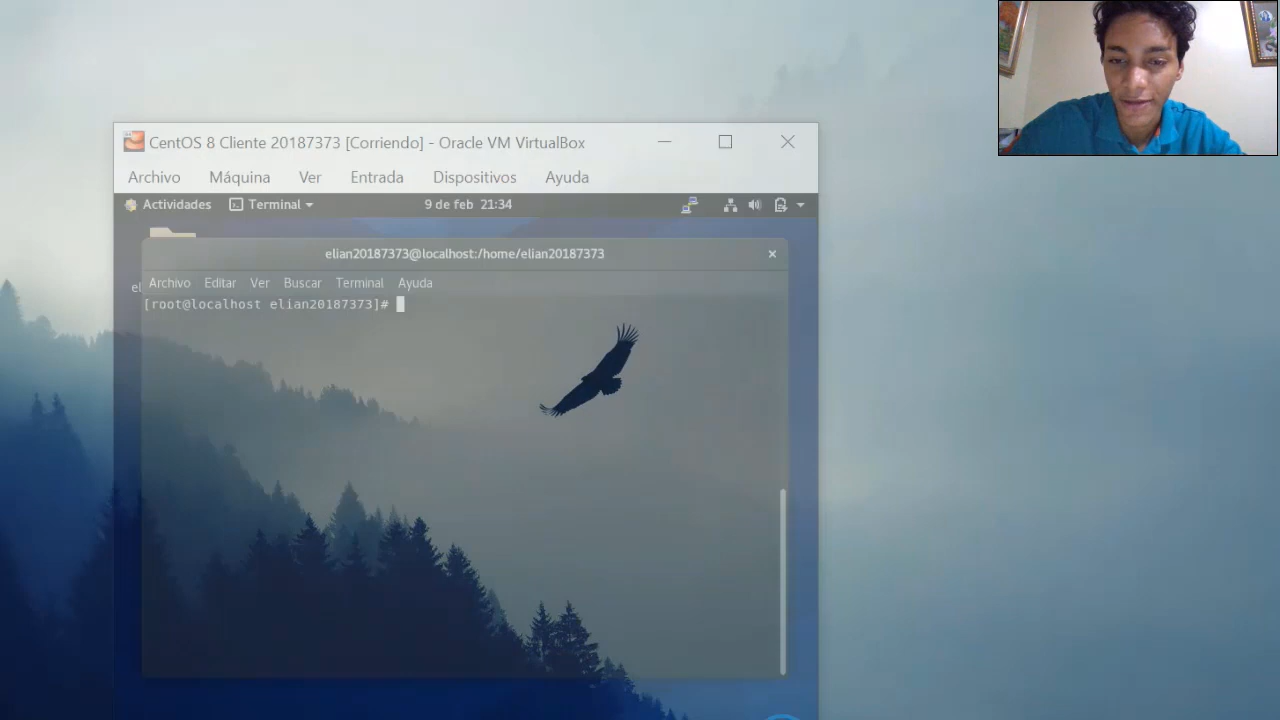 CentOS 8 Cliente 20187373 [Corriendo] - Oracle VM VirtualBox
Archivo Máquina Ver Entrada Dispositivos Ayuda
Actividades Terminal 9 de feb 21:34
elian20187373@localhost:/home/elian20187373
el
Archivo Editar Ver Buscar Terminal Ayuda
[root@localhost elian20187373]#